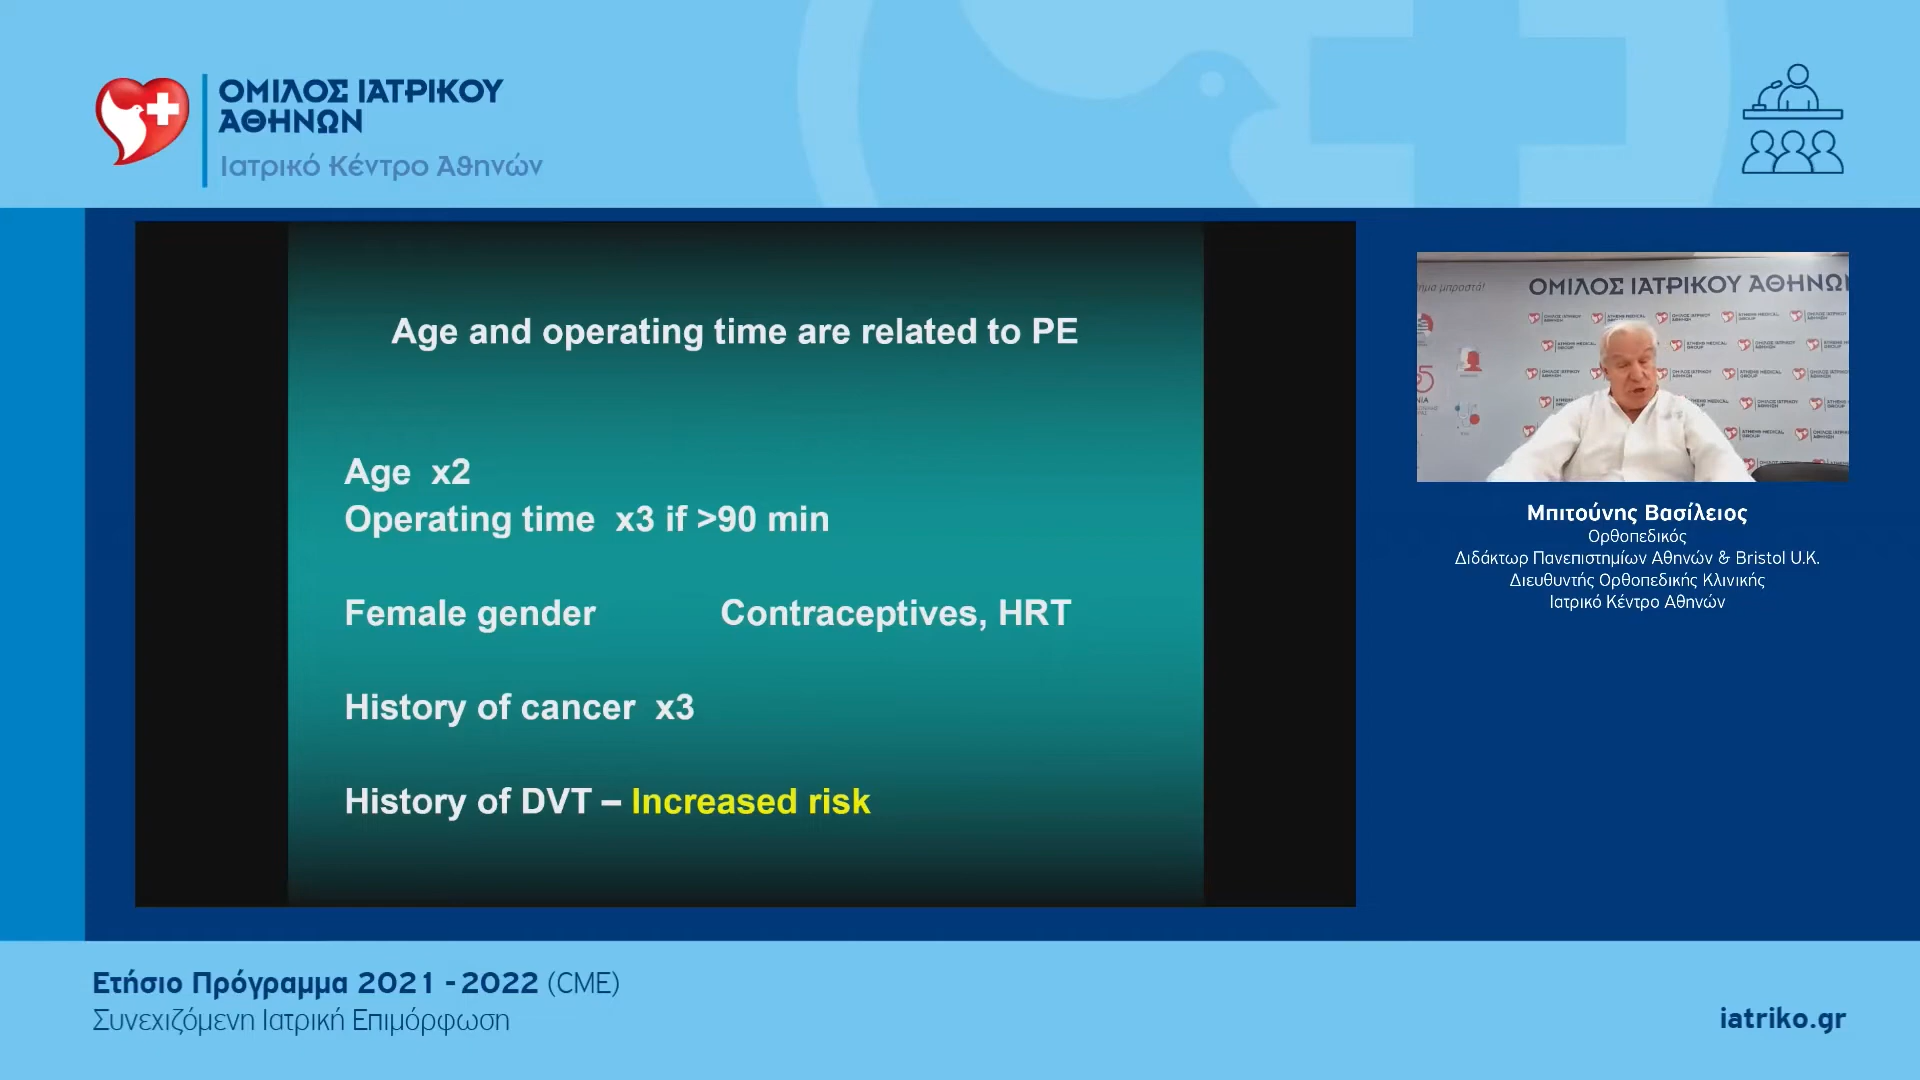 ΟΜΙΛΟΣ ΙΑΤΡΙΚΟΥ
ΑΘΗΝΩΝ
Ιατρικό Κέντρο Αθηνών
Age and operating time are related to PE
Age x2
Operating time x3 if >90 min
Female gender Contraceptives, HRT
History of cancer x3
History of DVT – Increased risk
ΟΜΙΛΟΣ ΙΑΤΡΙΚΟΥ ΑΘΗΝΩΝ
μπροστά!
Μπιτούνης Βασίλειος
Ορθοπεδικός
Διδάκτωρ Πανεπιστημίων Αθηνών & Bristol U.K.
Διευθυντής Ορθοπεδικής Κλινικής
Ιατρικό Κέντρο Αθηνών
Ετήσιο Πρόγραμμα 2021 - 2022 (CME)
Συνεχιζόμενη Ιατρική Επιμόρφωση
iatriko.gr